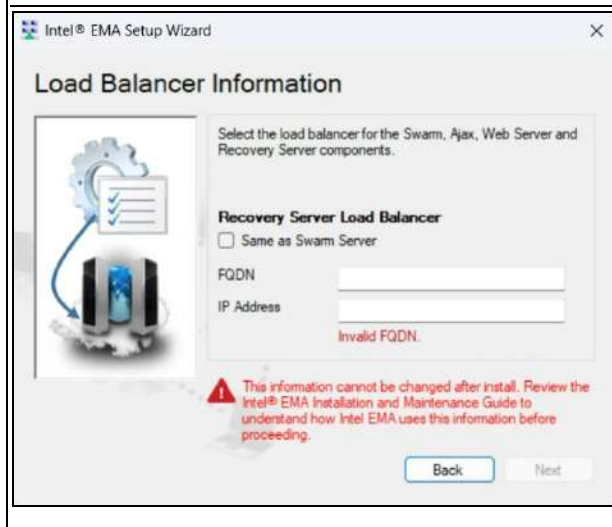 Intel® EMA Setup Wizard
Load Balancer Information
Select the load balancer for the Swarm, Ajax, Web Server and
Recovery Server components.
Recovery Server Load Balancer
Same as Swarm Server
FQDN
IP Address
Invalid FQDN.
This information cannot be changed after install. Review the
Intel® EMA Installation and Maintenance Guide to
understand how Intel EMA uses this information before
proceeding.
Back
Next